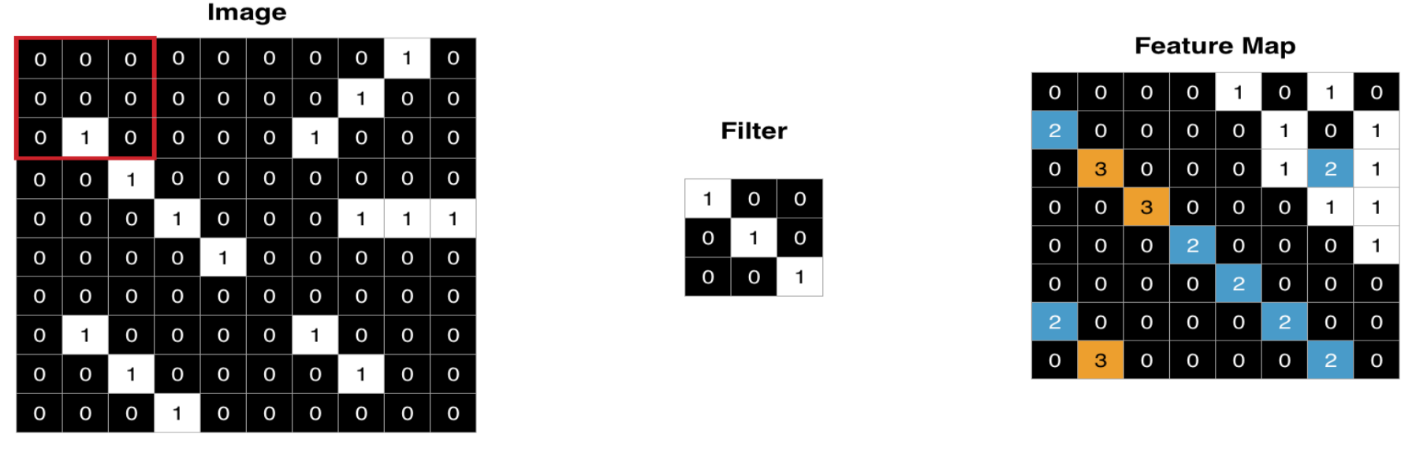 Image
0 0 0 0 0 0 0 0 1 0
0 0 0 0 0 0 0 1 0 0
0 1 0 0 0 0 1 0 0 0
0 0 1 0 0 0 0 0 0 0
0 0 0 1 0 0 0 1 1 1
0 0 0 0 1 0 0 0 0 0
0 0 0 0 0 0 0 0 0 0
0 1 0 0 0 0 1 0 0 0
0 0 1 0 0 0 0 1 0 0
0 0 0 1 0 0 0 0 0 0
Filter
1 0 0
0 1 0
0 0 1
Feature Map
0 0 0 0 1 0 1 0
2 0 0 0 0 1 0 1
0 3 0 0 0 1 2 1
0 0 3 0 0 0 1 1
0 0 0 2 0 0 0 1
0 0 0 0 2 0 0 0
2 0 0 0 0 2 0 0
0 3 0 0 0 0 2 0